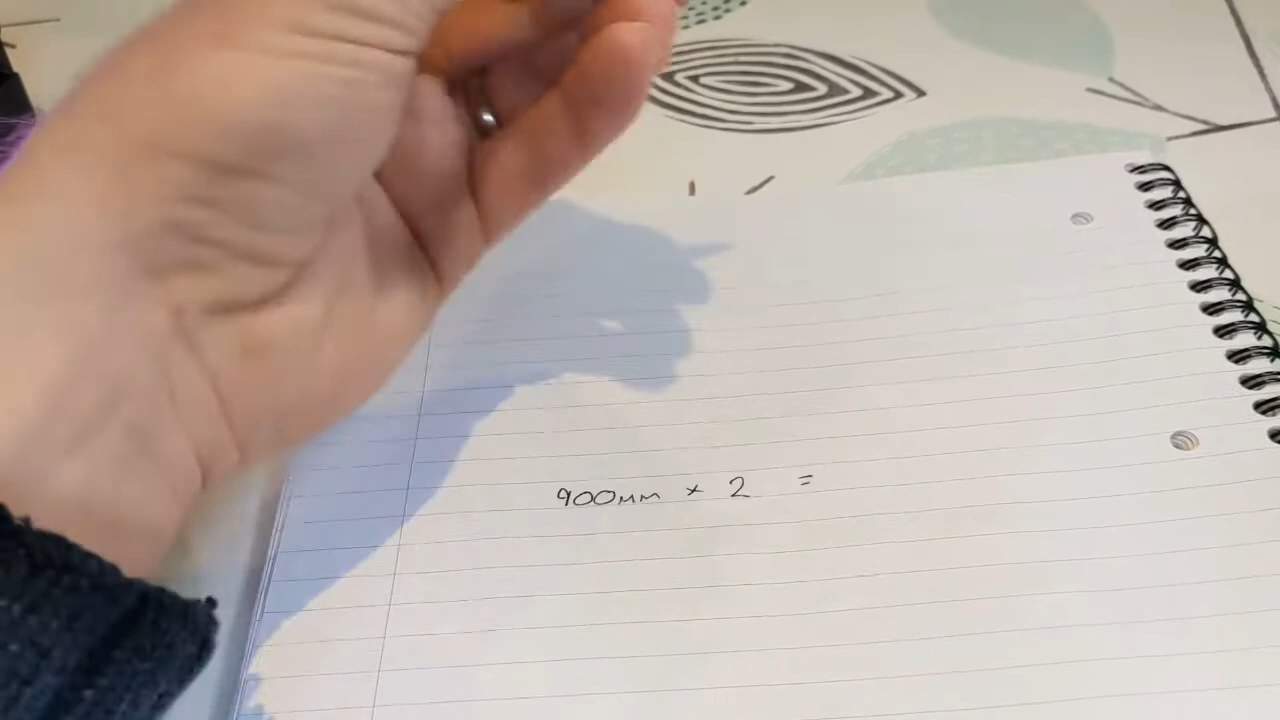 900mm × 2 =